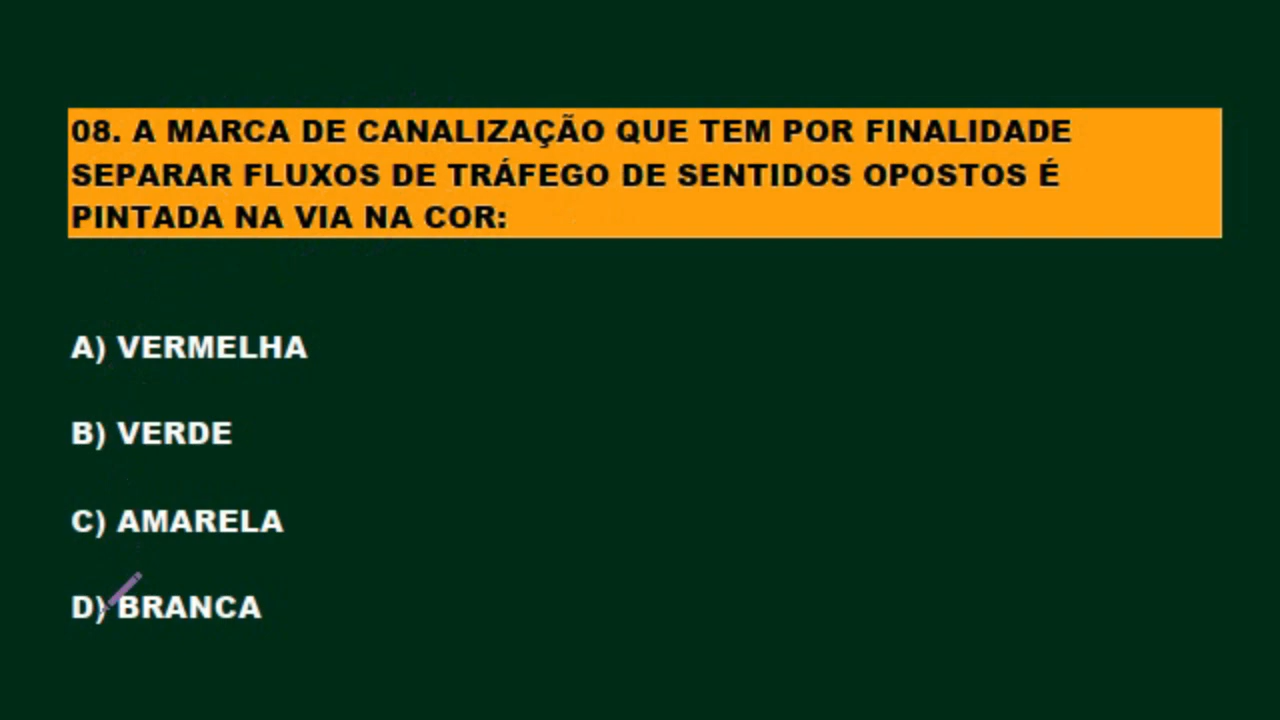 08. A MARCA DE CANALIZAÇÃO QUE TEM POR FINALIDADE
SEPARAR FLUXOS DE TRÁFEGO DE SENTIDOS OPOSTOS É
PINTADA NA VIA NA COR:
A) VERMELHA
B) VERDE
C) AMARELA
D) BRANCA